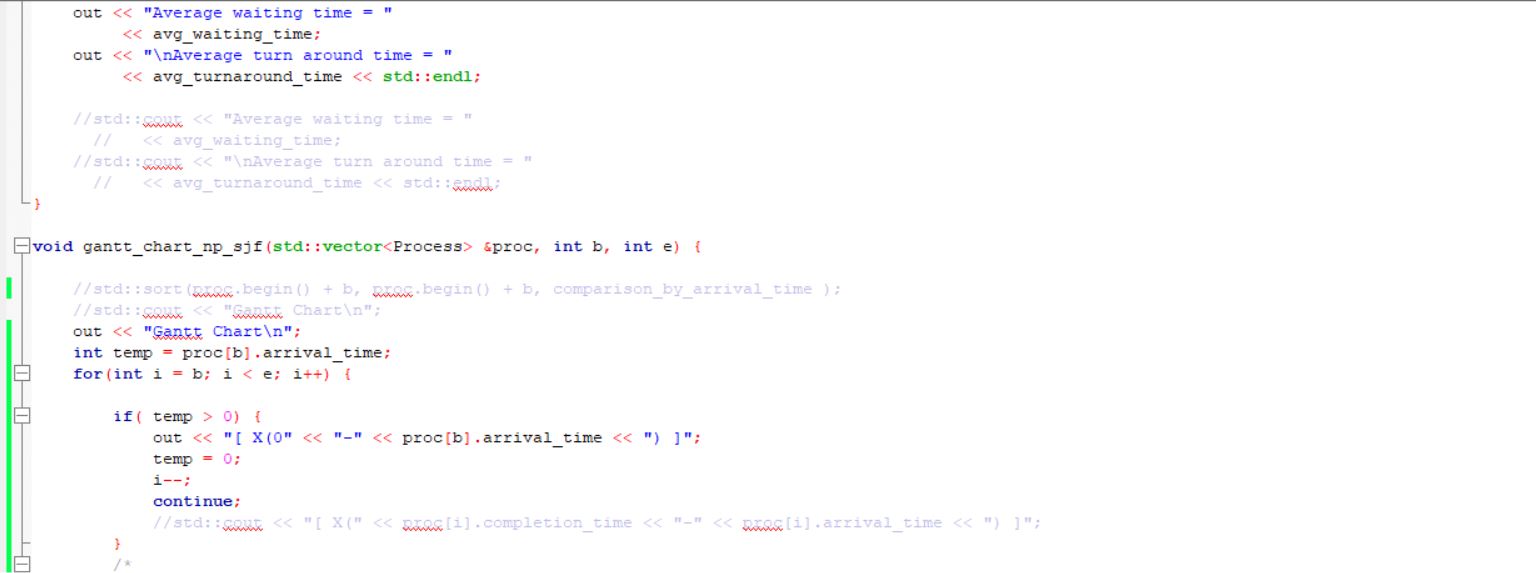 out << "Average waiting time = "
<< avg_waiting_time;
out << "\nAverage turn around time = "
<< avg_turnaround_time << std::endl;
//std::cout << "Average waiting time = "
// << avg_waiting_time;
//std::cout << "\nAverage turn around time = "
// << avg_turnaround_time << std::endl;
}
void gantt_chart_np_sjf(std::vector<Process> &proc, int b, int e) {
//std::sort(proc.begin() + b, proc.begin() + b, comparison_by_arrival_time );
//std::cout << "Gantt Chart\n";
out << "Gantt Chart\n";
int temp = proc[b].arrival_time;
for(int i = b; i < e; i++) {
if( temp > 0) {
out << "[ X(0" << "-" << proc[b].arrival_time << ") ]";
temp = 0;
i--;
continue;
//std::cout << "[ X(" << proc[i].completion_time << "-" << proc[i].arrival_time << ") ]";
}
/*